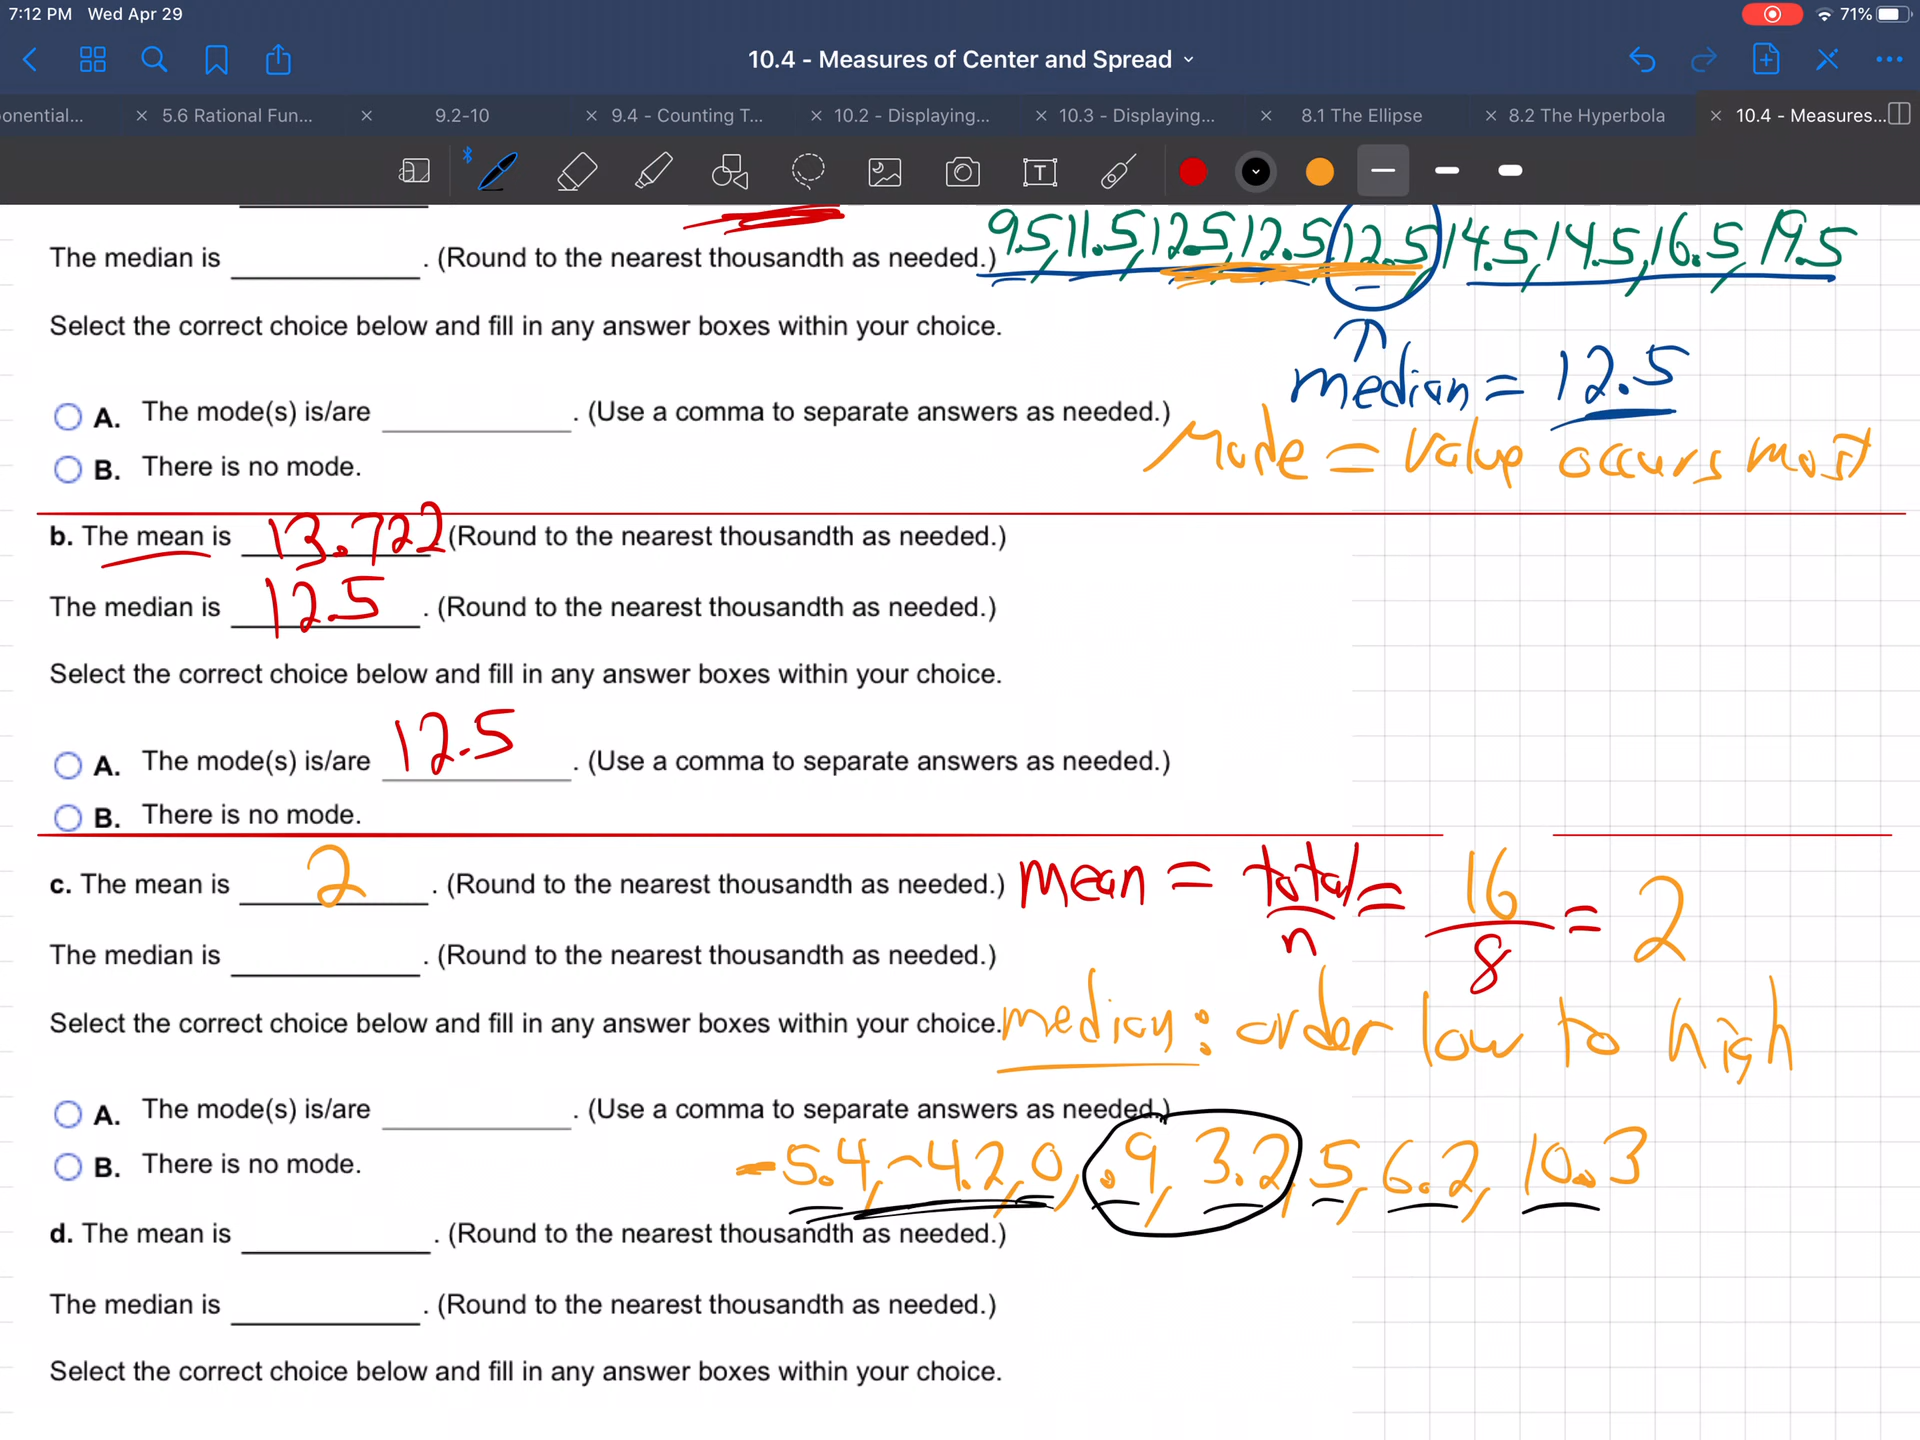 7:12 PM Wed Apr 29 71%
10.4 - Measures of Center and Spread
onential... × 5.6 Rational Fun... × 9.2-10 × 9.4 - Counting T... × 10.2 - Displaying... × 10.3 - Displaying... × 8.1 The Ellipse × 8.2 The Hyperbola × 10.4 - Measures...
T
9.5, 11.5, 12.5, 12.5, 12.5, 14.5, 14.5, 16.5, 19.5
The median is ____________. (Round to the nearest thousandth as needed.)
Select the correct choice below and fill in any answer boxes within your choice.
median = 12.5
A. The mode(s) is/are ____________. (Use a comma to separate answers as needed.)
Mode = value occurs most
B. There is no mode.
b. The mean is 13.722 (Round to the nearest thousandth as needed.)
The median is 12.5. (Round to the nearest thousandth as needed.)
Select the correct choice below and fill in any answer boxes within your choice.
A. The mode(s) is/are 12.5. (Use a comma to separate answers as needed.)
B. There is no mode.
c. The mean is 2. (Round to the nearest thousandth as needed.) mean = total/n = 16/8 = 2
The median is ____________. (Round to the nearest thousandth as needed.)
Select the correct choice below and fill in any answer boxes within your choice. median: order low to high
A. The mode(s) is/are ____________. (Use a comma to separate answers as needed.)
B. There is no mode.
-5.4, -4.2, 0, .9, 3.2, 5, 6.2, 10.3
d. The mean is ____________. (Round to the nearest thousandth as needed.)
The median is ____________. (Round to the nearest thousandth as needed.)
Select the correct choice below and fill in any answer boxes within your choice.